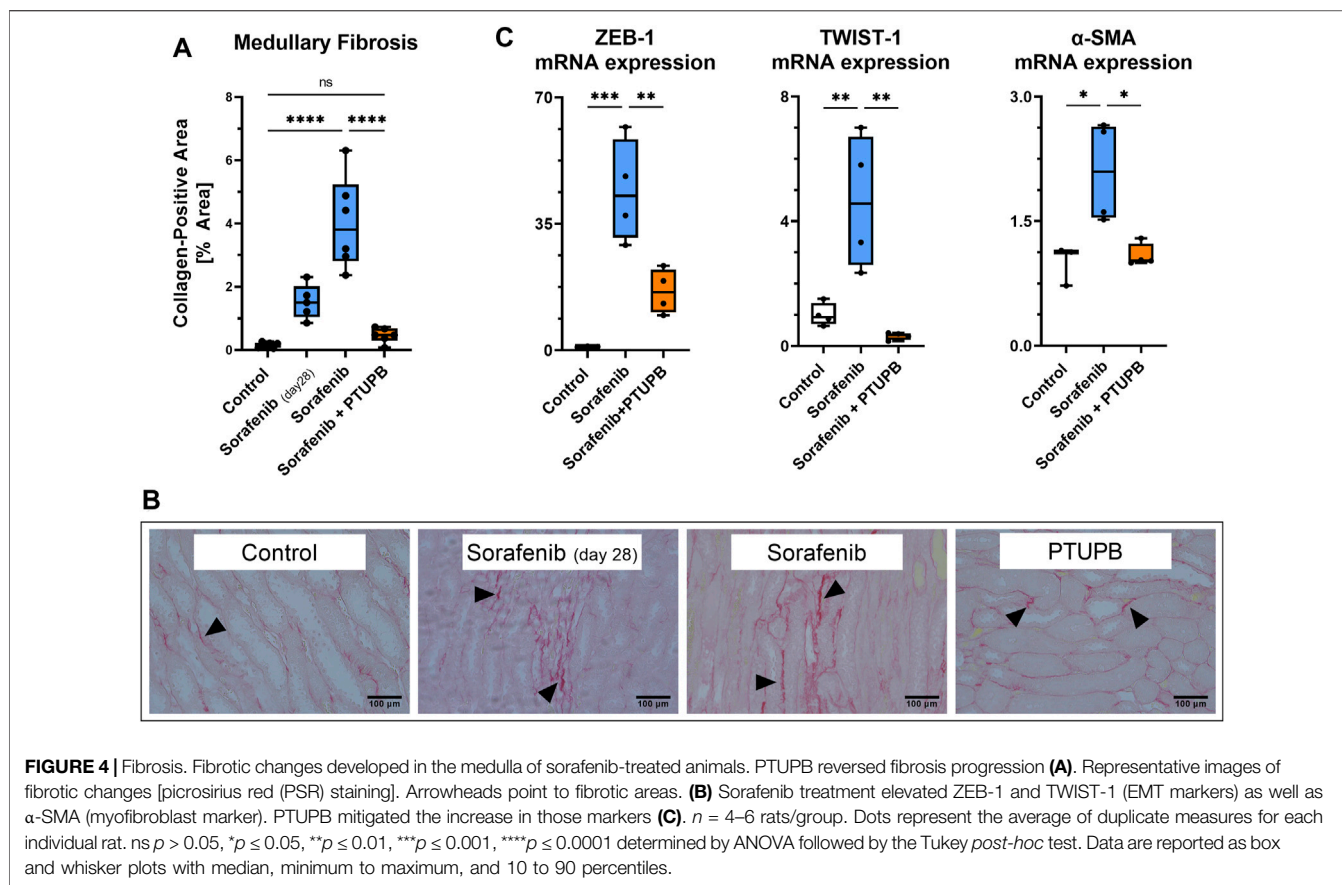 A
Medullary Fibrosis
ns
****
****
8
6
4
2
0
Collagen-Positive Area
[% Area]
Control
Sorafenib (day28)
Sorafenib
Sorafenib + PTUPB
C
ZEB-1
mRNA expression
***
**
70
35
0
Control
Sorafenib
Sorafenib+PTUPB
TWIST-1
mRNA expression
**
**
8
4
0
Control
Sorafenib
Sorafenib + PTUPB
α-SMA
mRNA expression
*
*
3.0
1.5
0.0
Control
Sorafenib
Sorafenib + PTUPB
B
Control
100 µm
Sorafenib (day 28)
100 µm
Sorafenib
100 µm
PTUPB
100 µm
FIGURE 4 | Fibrosis. Fibrotic changes developed in the medulla of sorafenib-treated animals. PTUPB reversed fibrosis progression (A). Representative images of
fibrotic changes [picrosirius red (PSR) staining]. Arrowheads point to fibrotic areas. (B) Sorafenib treatment elevated ZEB-1 and TWIST-1 (EMT markers) as well as
α-SMA (myofibroblast marker). PTUPB mitigated the increase in those markers (C). n = 4–6 rats/group. Dots represent the average of duplicate measures for each
individual rat. ns p > 0.05, *p ≤ 0.05, **p ≤ 0.01, ***p ≤ 0.001, ****p ≤ 0.0001 determined by ANOVA followed by the Tukey post-hoc test. Data are reported as box
and whisker plots with median, minimum to maximum, and 10 to 90 percentiles.